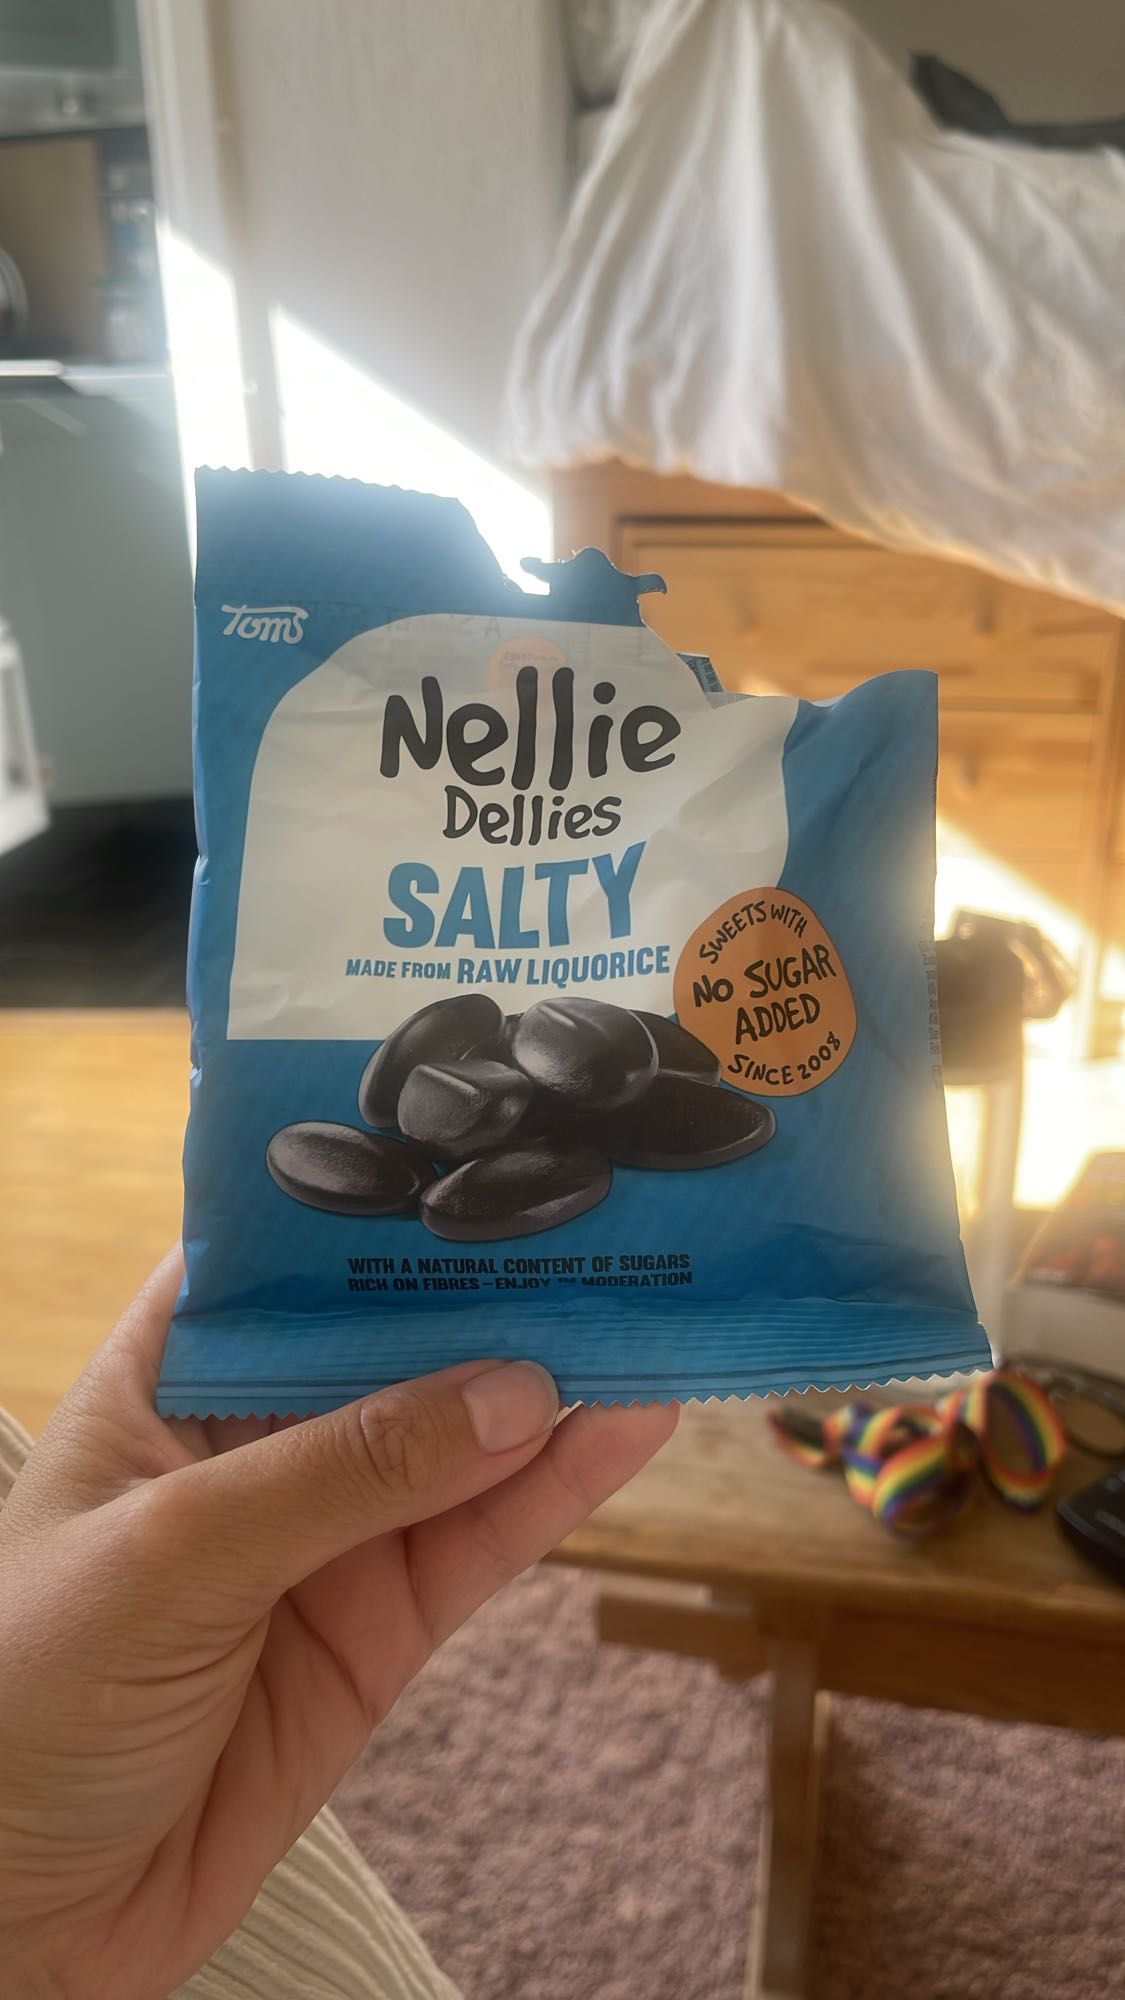 Toms
Nellie
Dellies
SALTY
MADE FROM RAW LIQUORICE
SWEETS WITH
NO SUGAR
ADDED
SINCE 2008
WITH A NATURAL CONTENT OF SUGARS
RICH ON FIBRES – ENJOY IN MODERATION